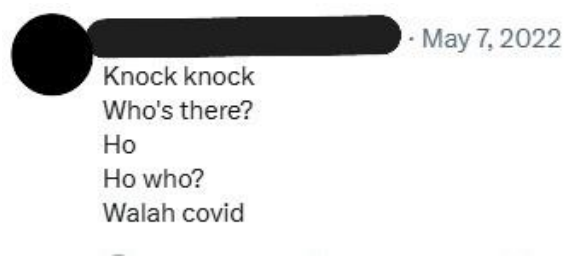 · May 7, 2022
Knock knock
Who's there?
Ho
Ho who?
Walah covid